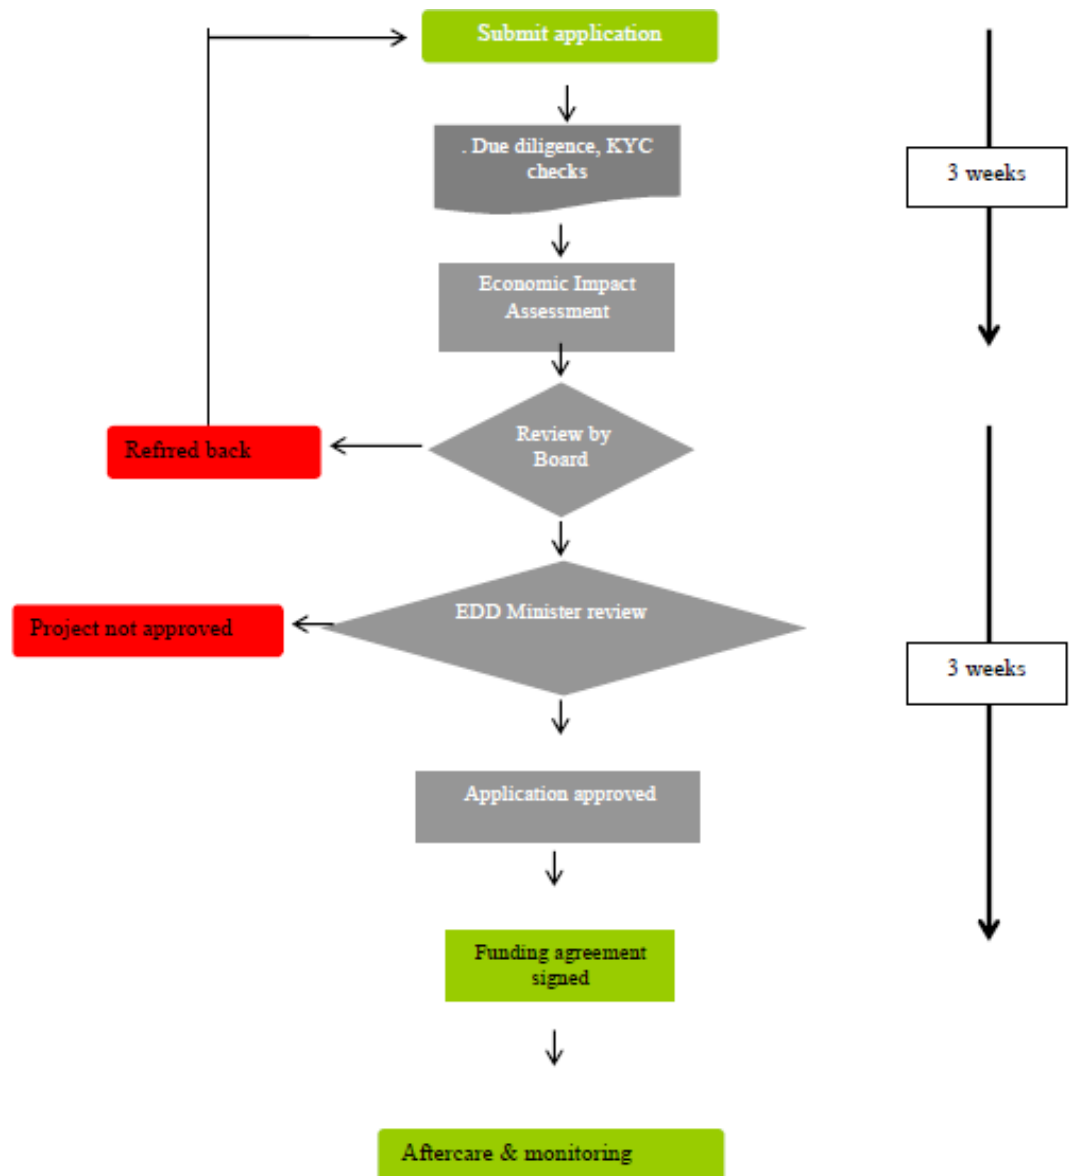 Submit application
. Due diligence, KYC
checks
3 weeks
Economic Impact
Assessment
Review by
Board
Refired back
EDD Minister review
Project not approved
3 weeks
Application approved
Funding agreement
signed
Aftercare & monitoring